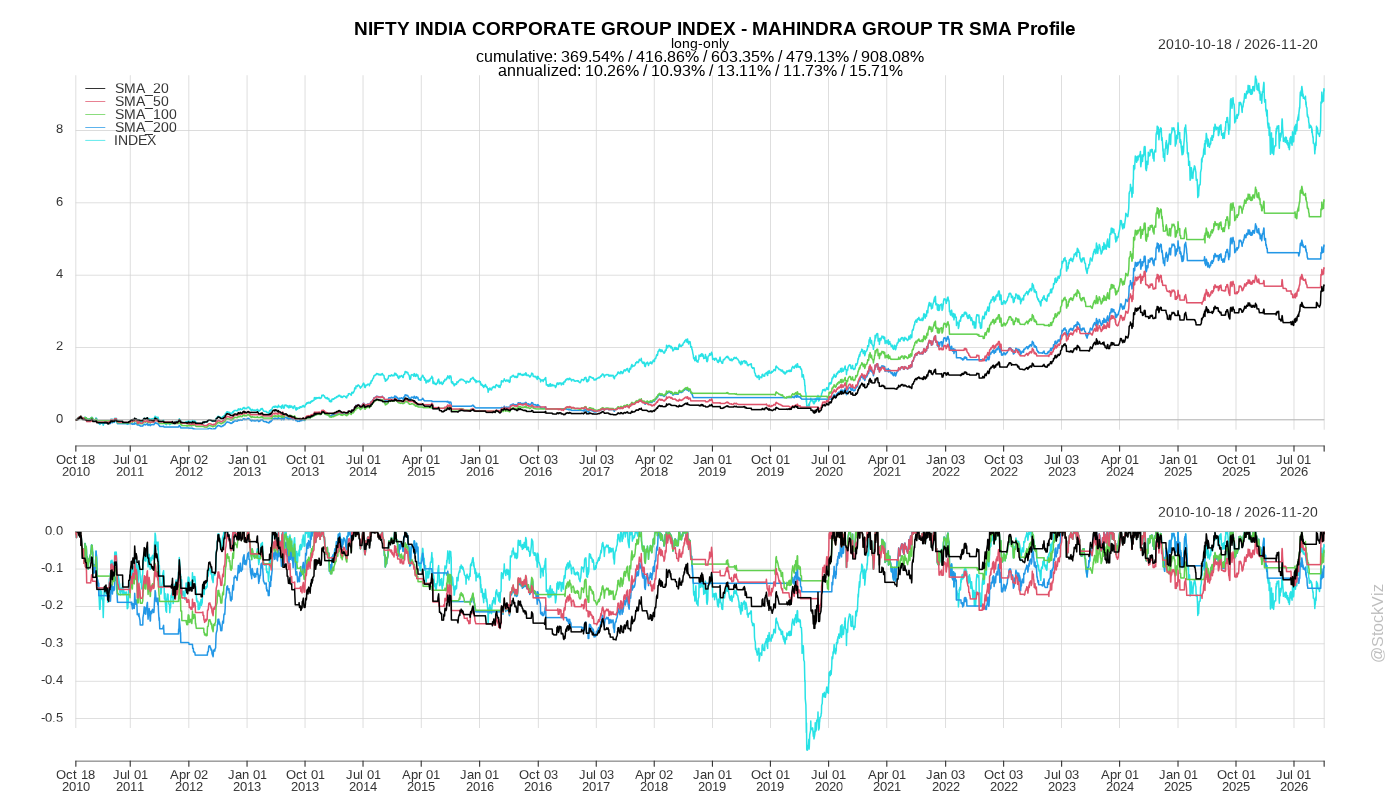 NIFTY INDIA CORPORATE GROUP INDEX - MAHINDRA GROUP TR SMA Profile
long-only
2010-10-18 / 2026-11-20
cumulative: 369.54% / 416.86% / 603.35% / 479.13% / 908.08%
annualized: 10.26% / 10.93% / 13.11% / 11.73% / 15.71%
SMA_20
SMA_50
SMA_100
SMA_200
INDEX
8
6
4
2
0
Oct 18 Jul 01 Apr 02 Jan 01 Oct 01 Jul 01 Apr 01 Jan 01 Oct 03 Jul 03 Apr 02 Jan 01 Oct 01 Jul 01 Apr 01 Jan 03 Oct 03 Jul 03 Apr 01 Jan 01 Oct 01 Jul 01
2010 2011 2012 2013 2013 2014 2015 2016 2016 2017 2018 2019 2019 2020 2021 2022 2022 2023 2024 2025 2025 2026
2010-10-18 / 2026-11-20
0.0
-0.1
-0.2
-0.3
-0.4
-0.5
Oct 18 Jul 01 Apr 02 Jan 01 Oct 01 Jul 01 Apr 01 Jan 01 Oct 03 Jul 03 Apr 02 Jan 01 Oct 01 Jul 01 Apr 01 Jan 03 Oct 03 Jul 03 Apr 01 Jan 01 Oct 01 Jul 01
2010 2011 2012 2013 2013 2014 2015 2016 2016 2017 2018 2019 2019 2020 2021 2022 2022 2023 2024 2025 2025 2026
@StockViz